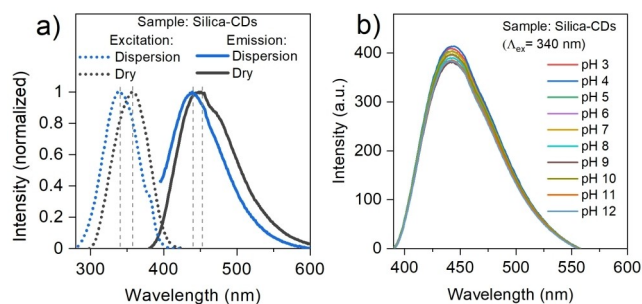 a)
Sample: Silica-CDs
Excitation: Emission:
Dispersion Dispersion
Dry Dry
Intensity (normalized)
1
0.8
0.6
0.4
0.2
0
300 400 500 600
Wavelength (nm)
b)
Sample: Silica-CDs
(Λex= 340 nm)
pH 3
pH 4
pH 5
pH 6
pH 7
pH 8
pH 9
pH 10
pH 11
pH 12
Intensity (a.u.)
400
300
200
100
0
400 450 500 550 600
Wavelength (nm)